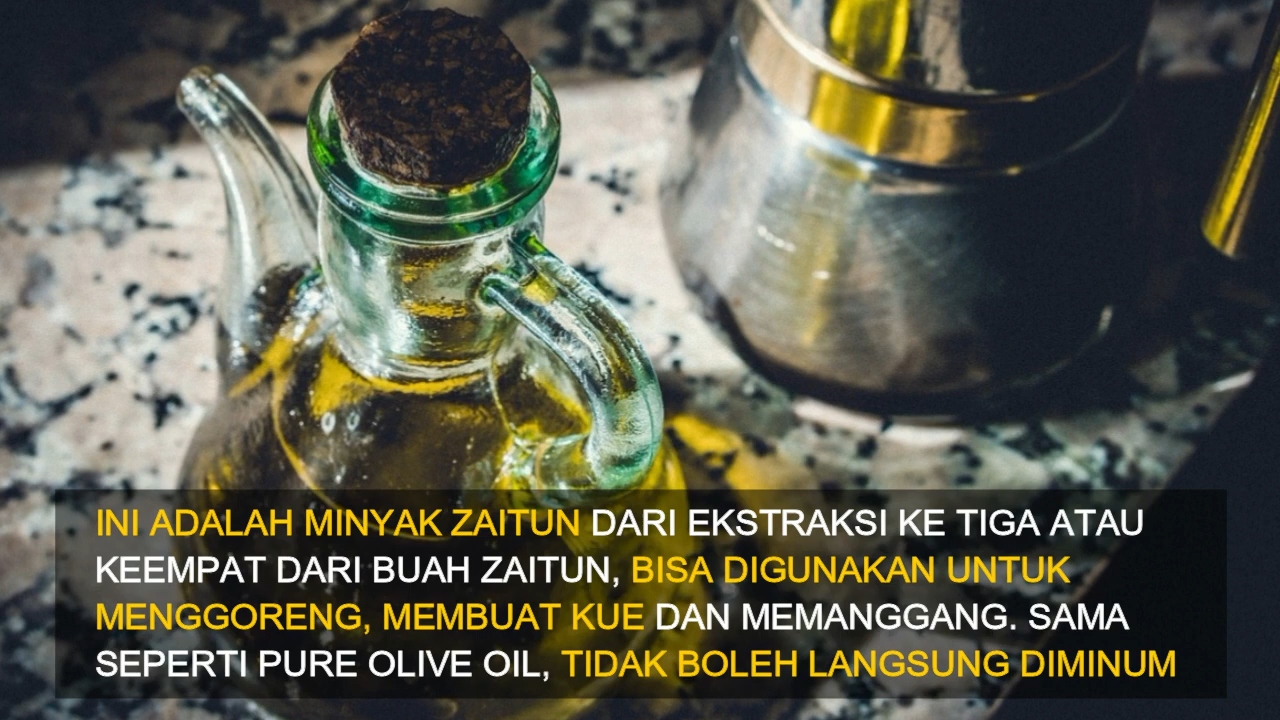 INI ADALAH MINYAK ZAITUN DARI EKSTRAKSI KE TIGA ATAU
KEEMPAT DARI BUAH ZAITUN, BISA DIGUNAKAN UNTUK
MENGGORENG, MEMBUAT KUE DAN MEMANGGANG. SAMA
SEPERTI PURE OLIVE OIL, TIDAK BOLEH LANGSUNG DIMINUM